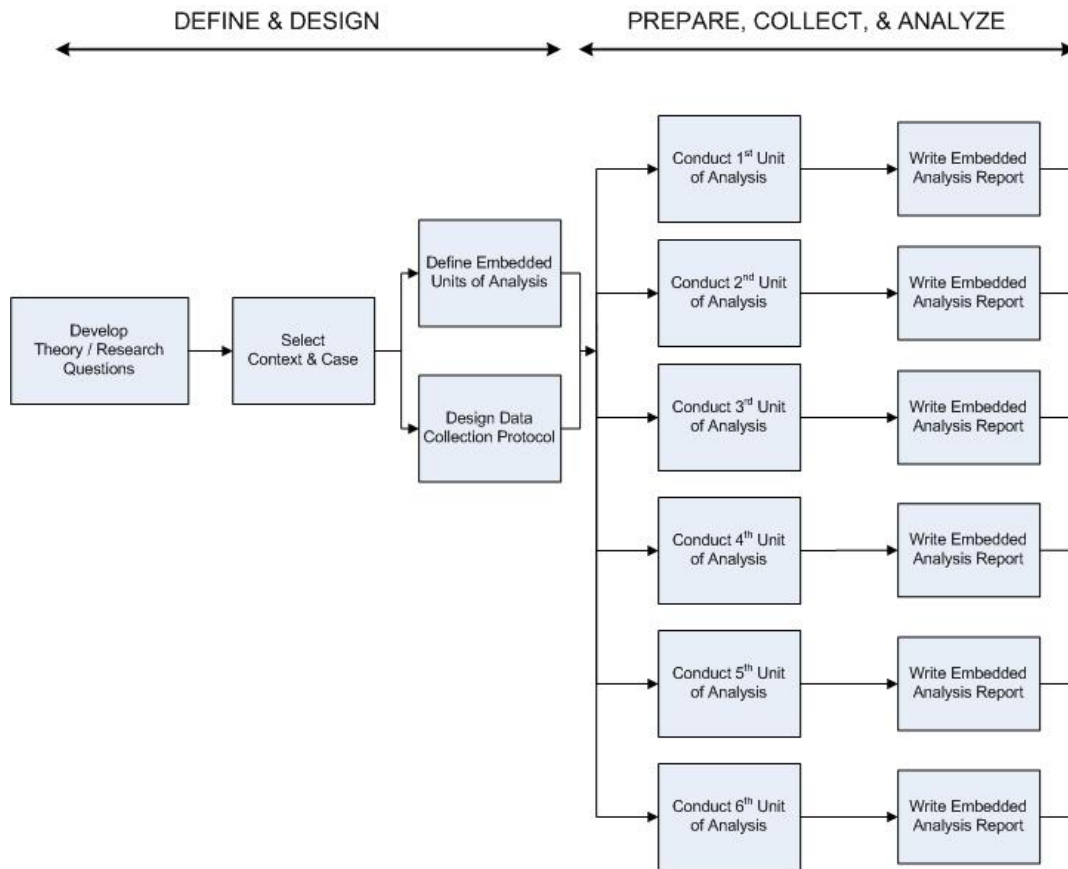 DEFINE & DESIGN
PREPARE, COLLECT, & ANALYZE
Develop
Theory / Research
Questions
Select
Context & Case
Define Embedded
Units of Analysis
Design Data
Collection Protocol
Conduct 1st Unit
of Analysis
Write Embedded
Analysis Report
Conduct 2nd Unit
of Analysis
Write Embedded
Analysis Report
Conduct 3rd Unit
of Analysis
Write Embedded
Analysis Report
Conduct 4th Unit
of Analysis
Write Embedded
Analysis Report
Conduct 5th Unit
of Analysis
Write Embedded
Analysis Report
Conduct 6th Unit
of Analysis
Write Embedded
Analysis Report